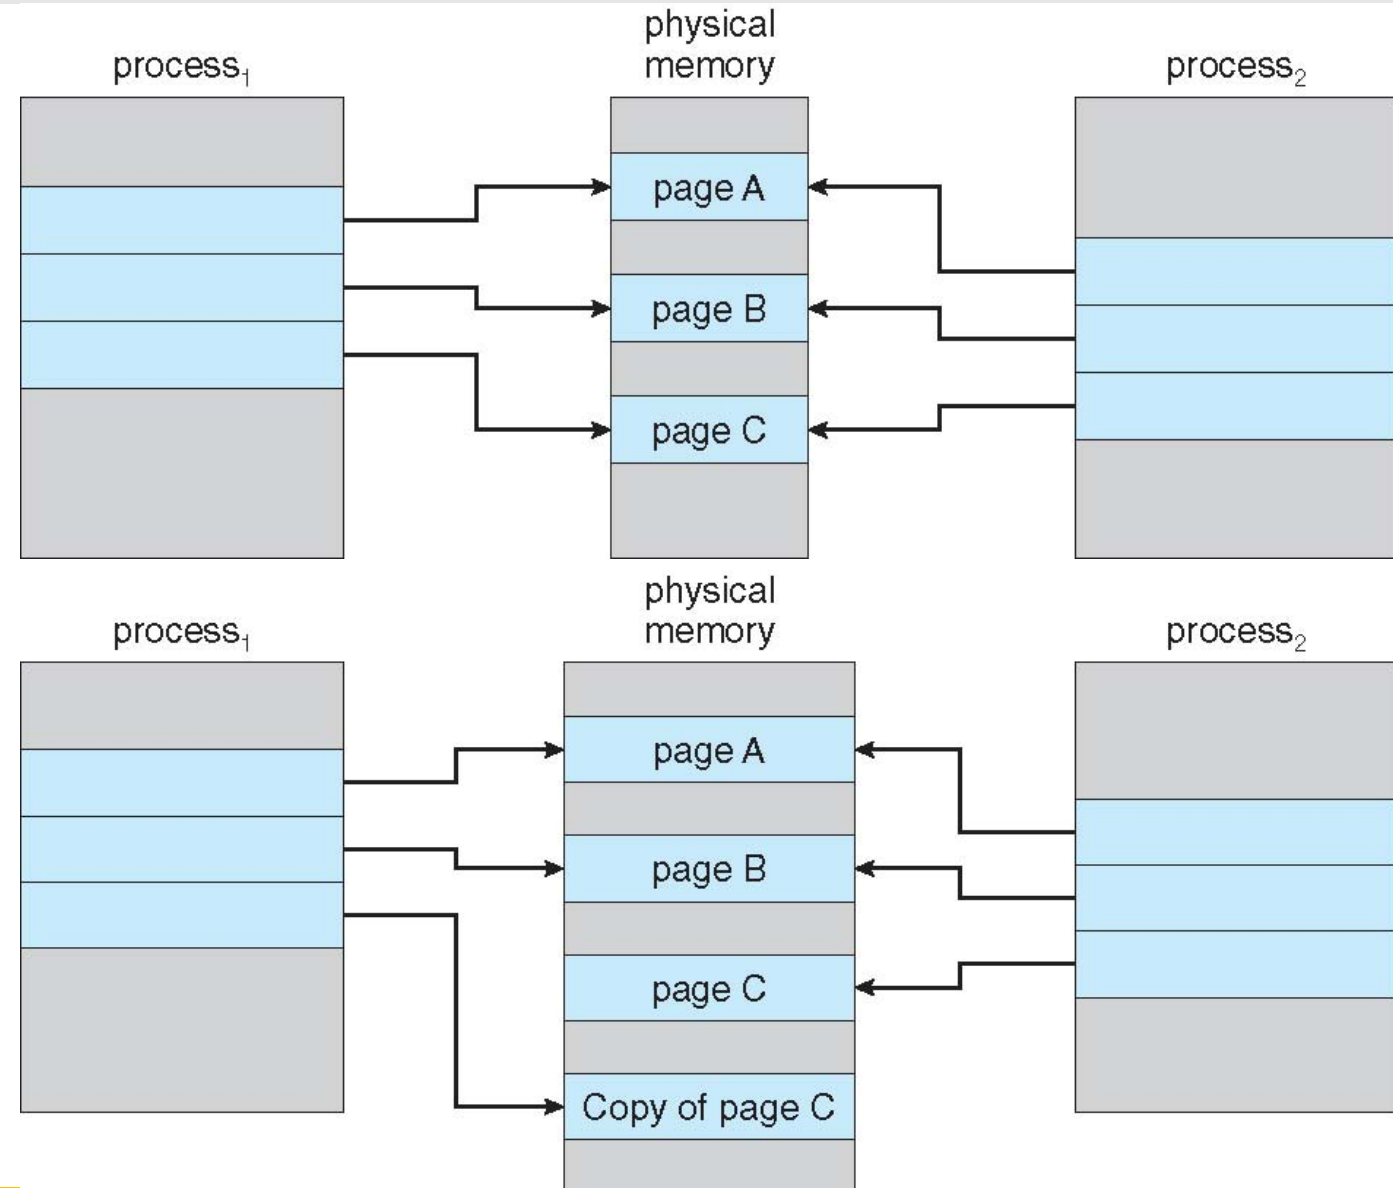 physical
memory
process₁
process₂
page A
page B
page C
physical
memory
process₁
process₂
page A
page B
page C
Copy of page C